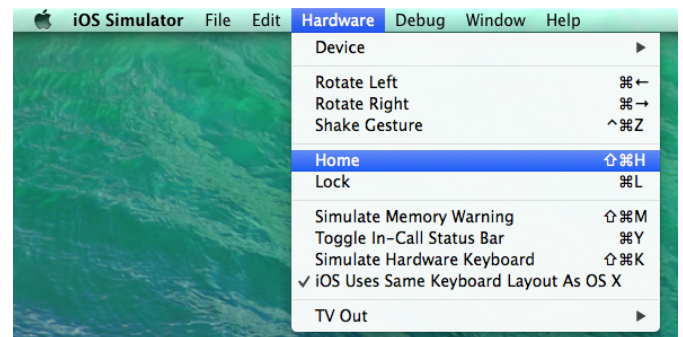 iOS Simulator File Edit Hardware Debug Window Help
Device ▶
Rotate Left ⌘←
Rotate Right ⌘→
Shake Gesture ^⌘Z
Home ⇧⌘H
Lock ⌘L
Simulate Memory Warning ⇧⌘M
Toggle In-Call Status Bar ⌘Y
Simulate Hardware Keyboard ⇧⌘K
✓ iOS Uses Same Keyboard Layout As OS X
TV Out ▶